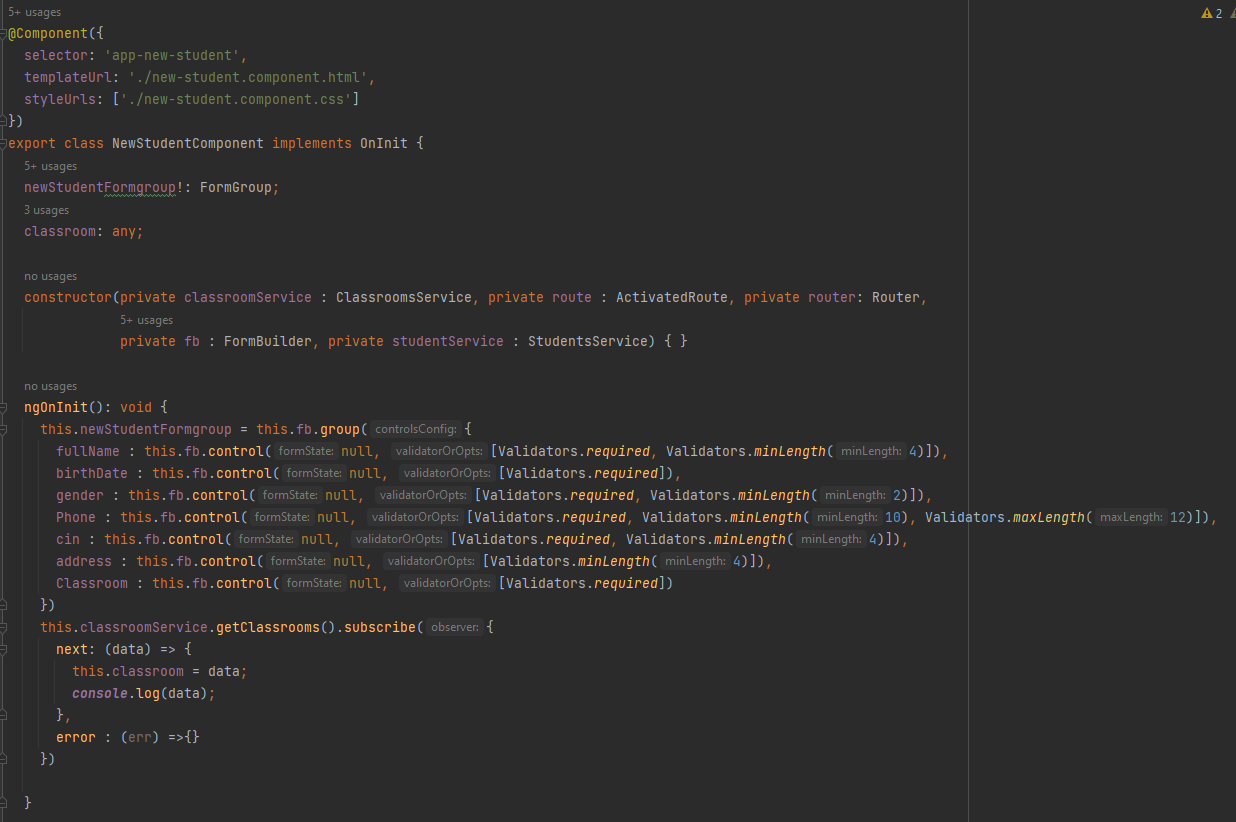 5+ usages
2
@Component({
selector: 'app-new-student',
templateUrl: './new-student.component.html',
styleUrls: ['./new-student.component.css']
})
export class NewStudentComponent implements OnInit {
5+ usages
newStudentFormgroup!: FormGroup;
3 usages
classroom: any;
no usages
constructor(private classroomService : ClassroomsService, private route : ActivatedRoute, private router: Router,
5+ usages
private fb : FormBuilder, private studentService : StudentsService) { }
no usages
ngOnInit(): void {
this.newStudentFormgroup = this.fb.group( controlsConfig: {
fullName : this.fb.control( formState: null, validatorOrOpts: [Validators.required, Validators.minLength( minLength: 4)]),
birthDate : this.fb.control( formState: null, validatorOrOpts: [Validators.required]),
gender : this.fb.control( formState: null, validatorOrOpts: [Validators.required, Validators.minLength( minLength: 2)]),
Phone : this.fb.control( formState: null, validatorOrOpts: [Validators.required, Validators.minLength( minLength: 10), Validators.maxLength( maxLength: 12)]),
cin : this.fb.control( formState: null, validatorOrOpts: [Validators.required, Validators.minLength( minLength: 4)]),
address : this.fb.control( formState: null, validatorOrOpts: [Validators.minLength( minLength: 4)]),
Classroom : this.fb.control( formState: null, validatorOrOpts: [Validators.required])
})
this.classroomService.getClassrooms().subscribe( observer: {
next: (data) => {
this.classroom = data;
console.log(data);
},
error : (err) =>{}
})
}